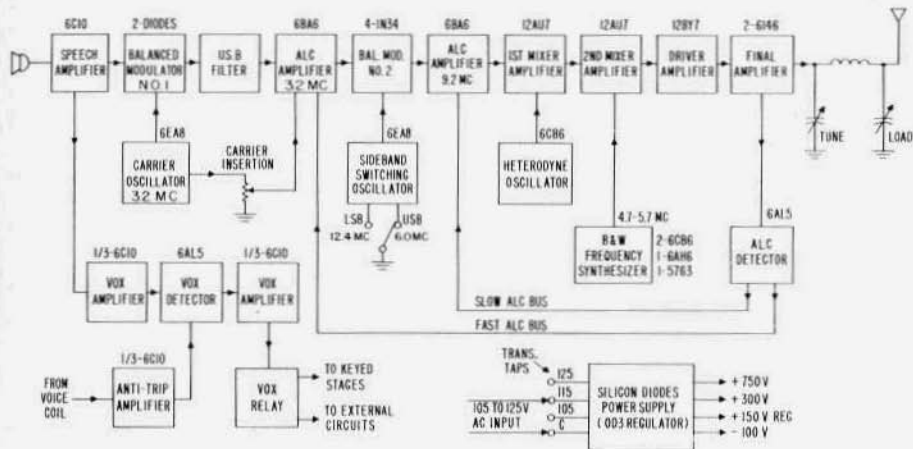 6C10
SPEECH
AMPLIFIER
2-DIODES
BALANCED
MODULATOR
NO.1
U.S.B
FILTER
6BA6
ALC
AMPLIFIER
3.2 MC
4-1N34
BAL. MOD.
NO.2
6BA6
ALC
AMPLIFIER
9.2 MC
12AU7
1ST MIXER
AMPLIFIER
12AU7
2ND MIXER
AMPLIFIER
12BY7
DRIVER
AMPLIFIER
2-6146
FINAL
AMPLIFIER
TUNE
LOAD
6EA8
CARRIER
OSCILLATOR
3.2 MC
CARRIER
INSERTION
6EA8
SIDEBAND
SWITCHING
OSCILLATOR
LSB
12.4 MC
USB
6.0MC
6CB6
HETERODYNE
OSCILLATOR
4.7-5.7 MC
B&W
FREQUENCY
SYNTHESIZER
2-6CB6
1-6AH6
1-5763
6AL5
ALC
DETECTOR
1/3-6C10
VOX
AMPLIFIER
6AL5
VOX
DETECTOR
1/3-6C10
VOX
AMPLIFIER
SLOW ALC BUS
FAST ALC BUS
FROM
VOICE
COIL
1/3-6C10
ANTI-TRIP
AMPLIFIER
VOX
RELAY
TO KEYED
STAGES
TO EXTERNAL
CIRCUITS
TRANS.
TAPS
125
115
105
C
105 TO 125V
AC INPUT
SILICON DIODES
POWER SUPPLY
(OD3 REGULATOR)
+750 V
+300 V
+150 V REG
-100 V